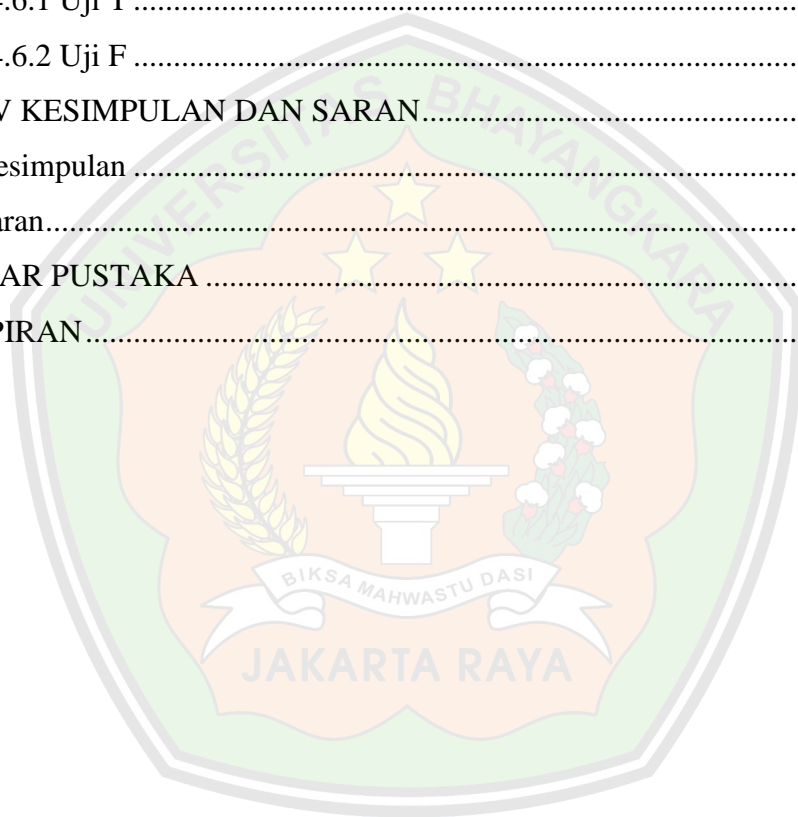 4.6.1 Uji T ........................................................................................
4.6.2 Uji F ........................................................................................
V KESIMPULAN DAN SARAN ..................................................
esimpulan ........................................................................................
aran ..................................................................................................
AR PUSTAKA ................................................................................
PIRAN .............................................................................................
UNIVERSITAS BHAYANGKARA
BIKSA MAHWASTU DASI
JAKARTA RAYA